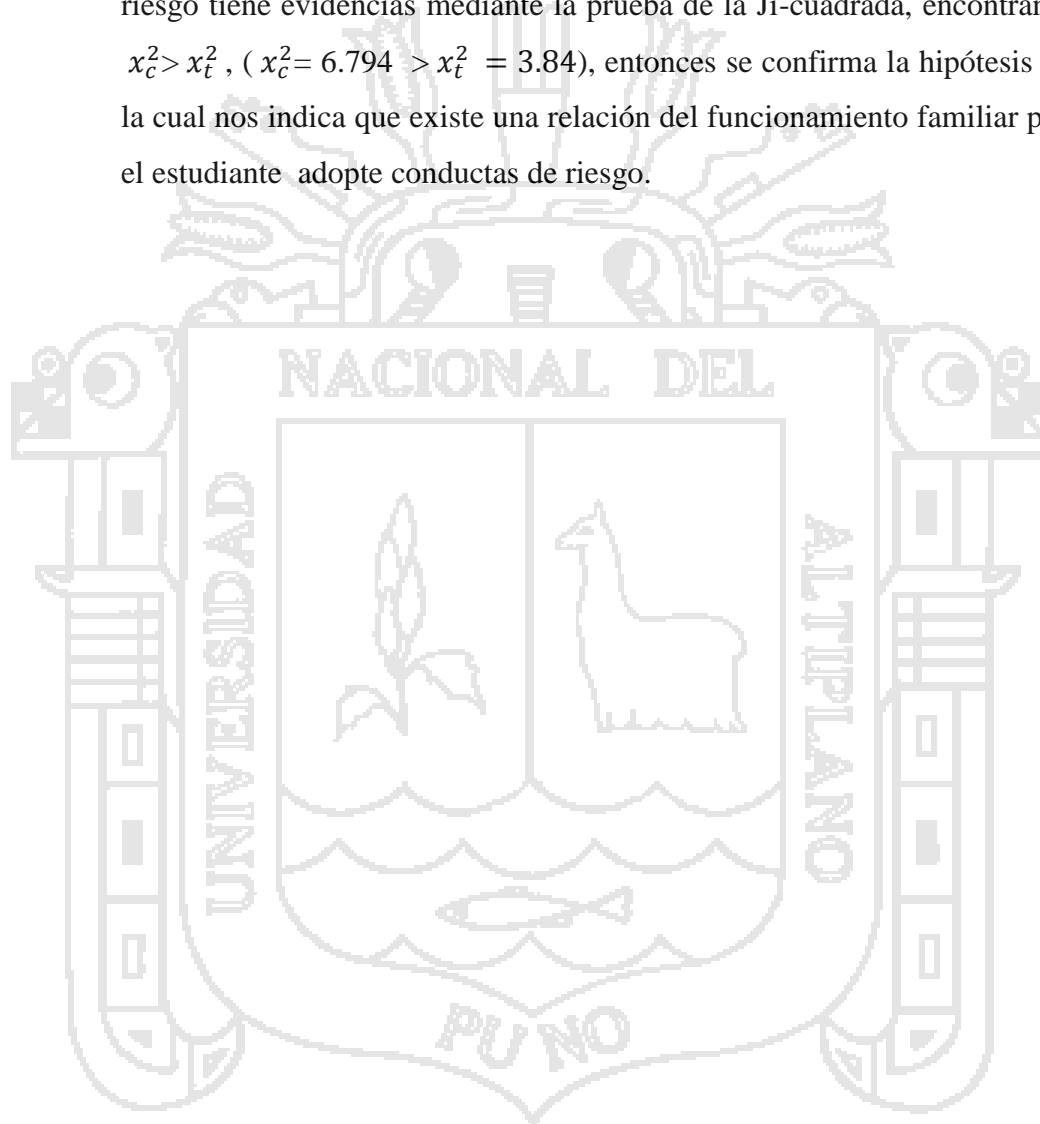 riesgo tiene evidencias mediante la prueba de la Ji-cuadrada, encontran
x_c^2 > x_t^2 , ( x_c^2 = 6.794 > x_t^2 = 3.84), entonces se confirma la hipótesis
la cual nos indica que existe una relación del funcionamiento familiar p
el estudiante adopte conductas de riesgo.
NACIONAL DEL
UNIVERSIDAD
ALTIPLANO
PUNO